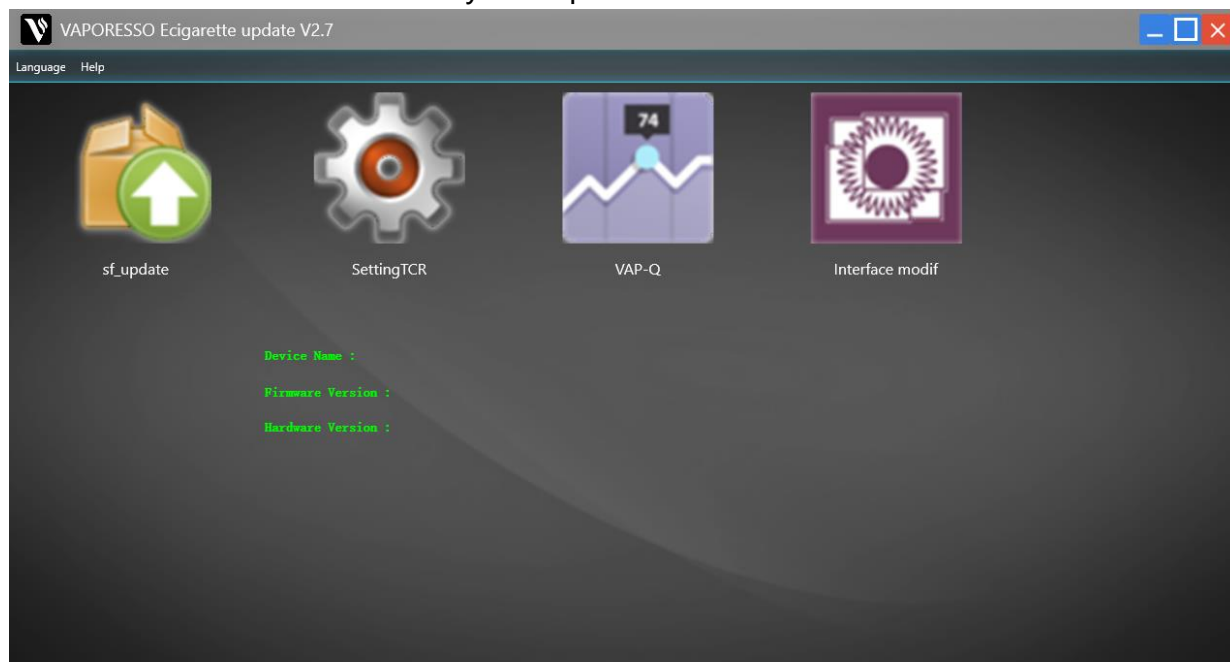 VAPORESSO Ecigarette update V2.7
Language Help
74
sf_update SettingTCR VAP-Q Interface modif
Device Name :
Firmware Version :
Hardware Version :